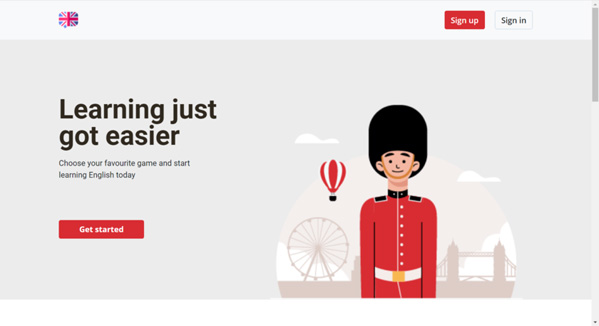 Sign up
Sign in
Learning just
got easier
Choose your favourite game and start
learning English today
Get started